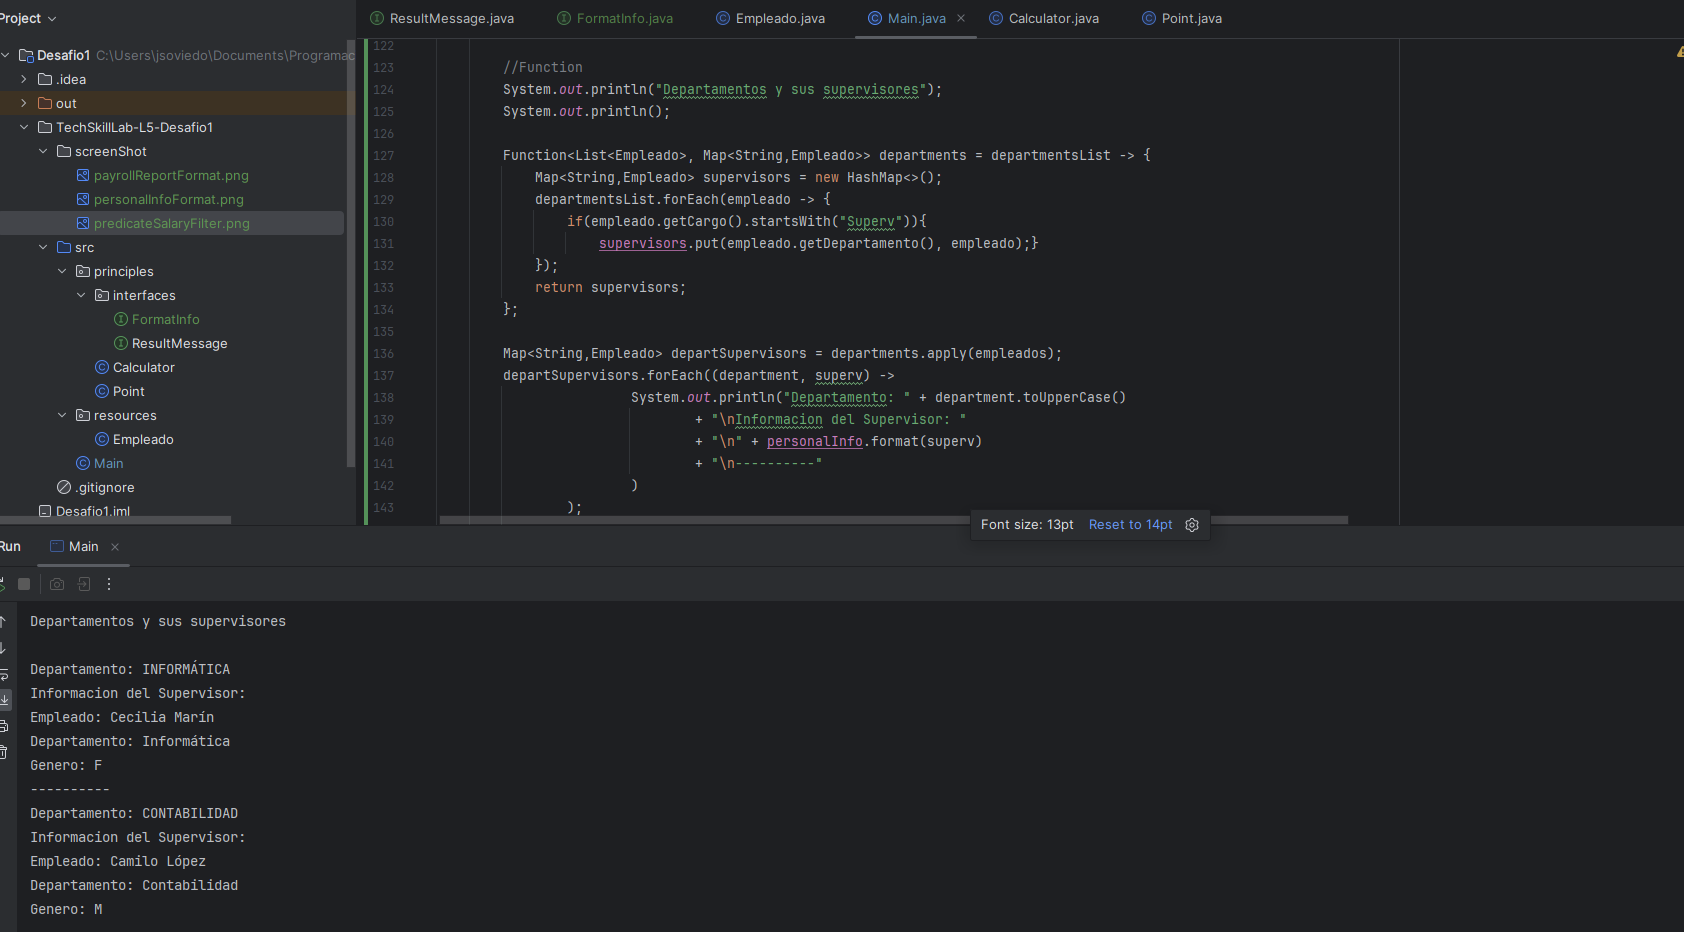 Project
ResultMessage.java
FormatInfo.java
Empleado.java
Main.java
Calculator.java
Point.java
Desafio1 C:\Users\jsoviedo\Documents\Programac
.idea
out
TechSkillLab-L5-Desafio1
screenShot
payrollReportFormat.png
personalInfoFormat.png
predicateSalaryFilter.png
src
principles
interfaces
FormatInfo
ResultMessage
Calculator
Point
resources
Empleado
Main
.gitignore
Desafio1.iml
122
123 //Function
124 System.out.println("Departamentos y sus supervisores");
125 System.out.println();
126
127 Function<List<Empleado>, Map<String,Empleado>> departments = departmentsList -> {
128 Map<String,Empleado> supervisors = new HashMap<>();
129 departmentsList.forEach(empleado -> {
130 if(empleado.getCargo().startsWith("Superv")){
131 supervisors.put(empleado.getDepartamento(), empleado);}
132 });
133 return supervisors;
134 };
135
136 Map<String,Empleado> departSupervisors = departments.apply(empleados);
137 departSupervisors.forEach((department, superv) ->
138 System.out.println("Departamento: " + department.toUpperCase()
139 + "\nInformacion del Supervisor: "
140 + "\n" + personalInfo.format(superv)
141 + "\n----------"
142 )
143 );
Font size: 13pt Reset to 14pt
Run
Main
Departamentos y sus supervisores
Departamento: INFORMÁTICA
Informacion del Supervisor:
Empleado: Cecilia Marín
Departamento: Informática
Genero: F
----------
Departamento: CONTABILIDAD
Informacion del Supervisor:
Empleado: Camilo López
Departamento: Contabilidad
Genero: M